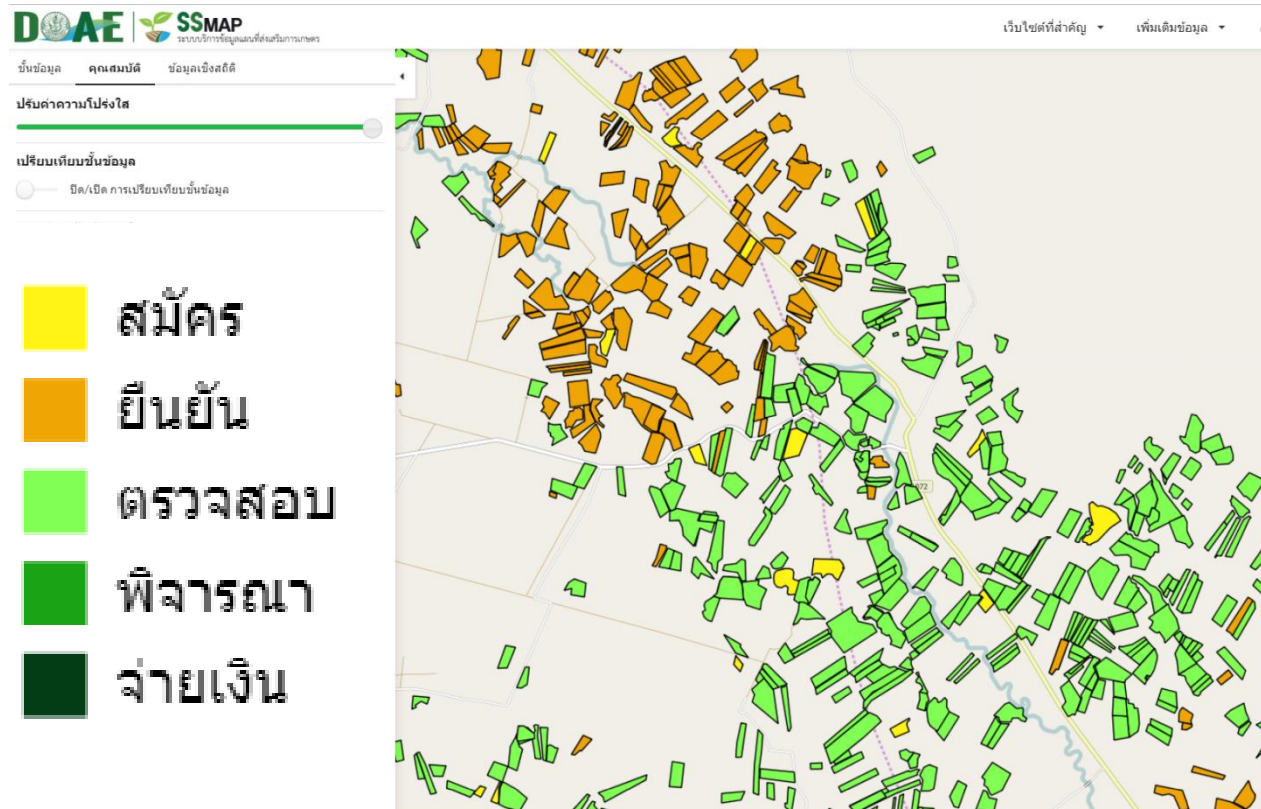 DOAE SSMAP
ระบบบริการข้อมูลแผนที่ส่งเสริมการเกษตร
เว็บไซต์ที่สำคัญ เพิ่มเติมข้อมูล
ชั้นข้อมูล คุณสมบัติ ข้อมูลเชิงสถิติ
ปรับค่าความโปร่งใส
เปรียบเทียบชั้นข้อมูล
ปิด/เปิด การเปรียบเทียบชั้นข้อมูล
สมัคร
ยืนยัน
ตรวจสอบ
พิจารณา
จ่ายเงิน